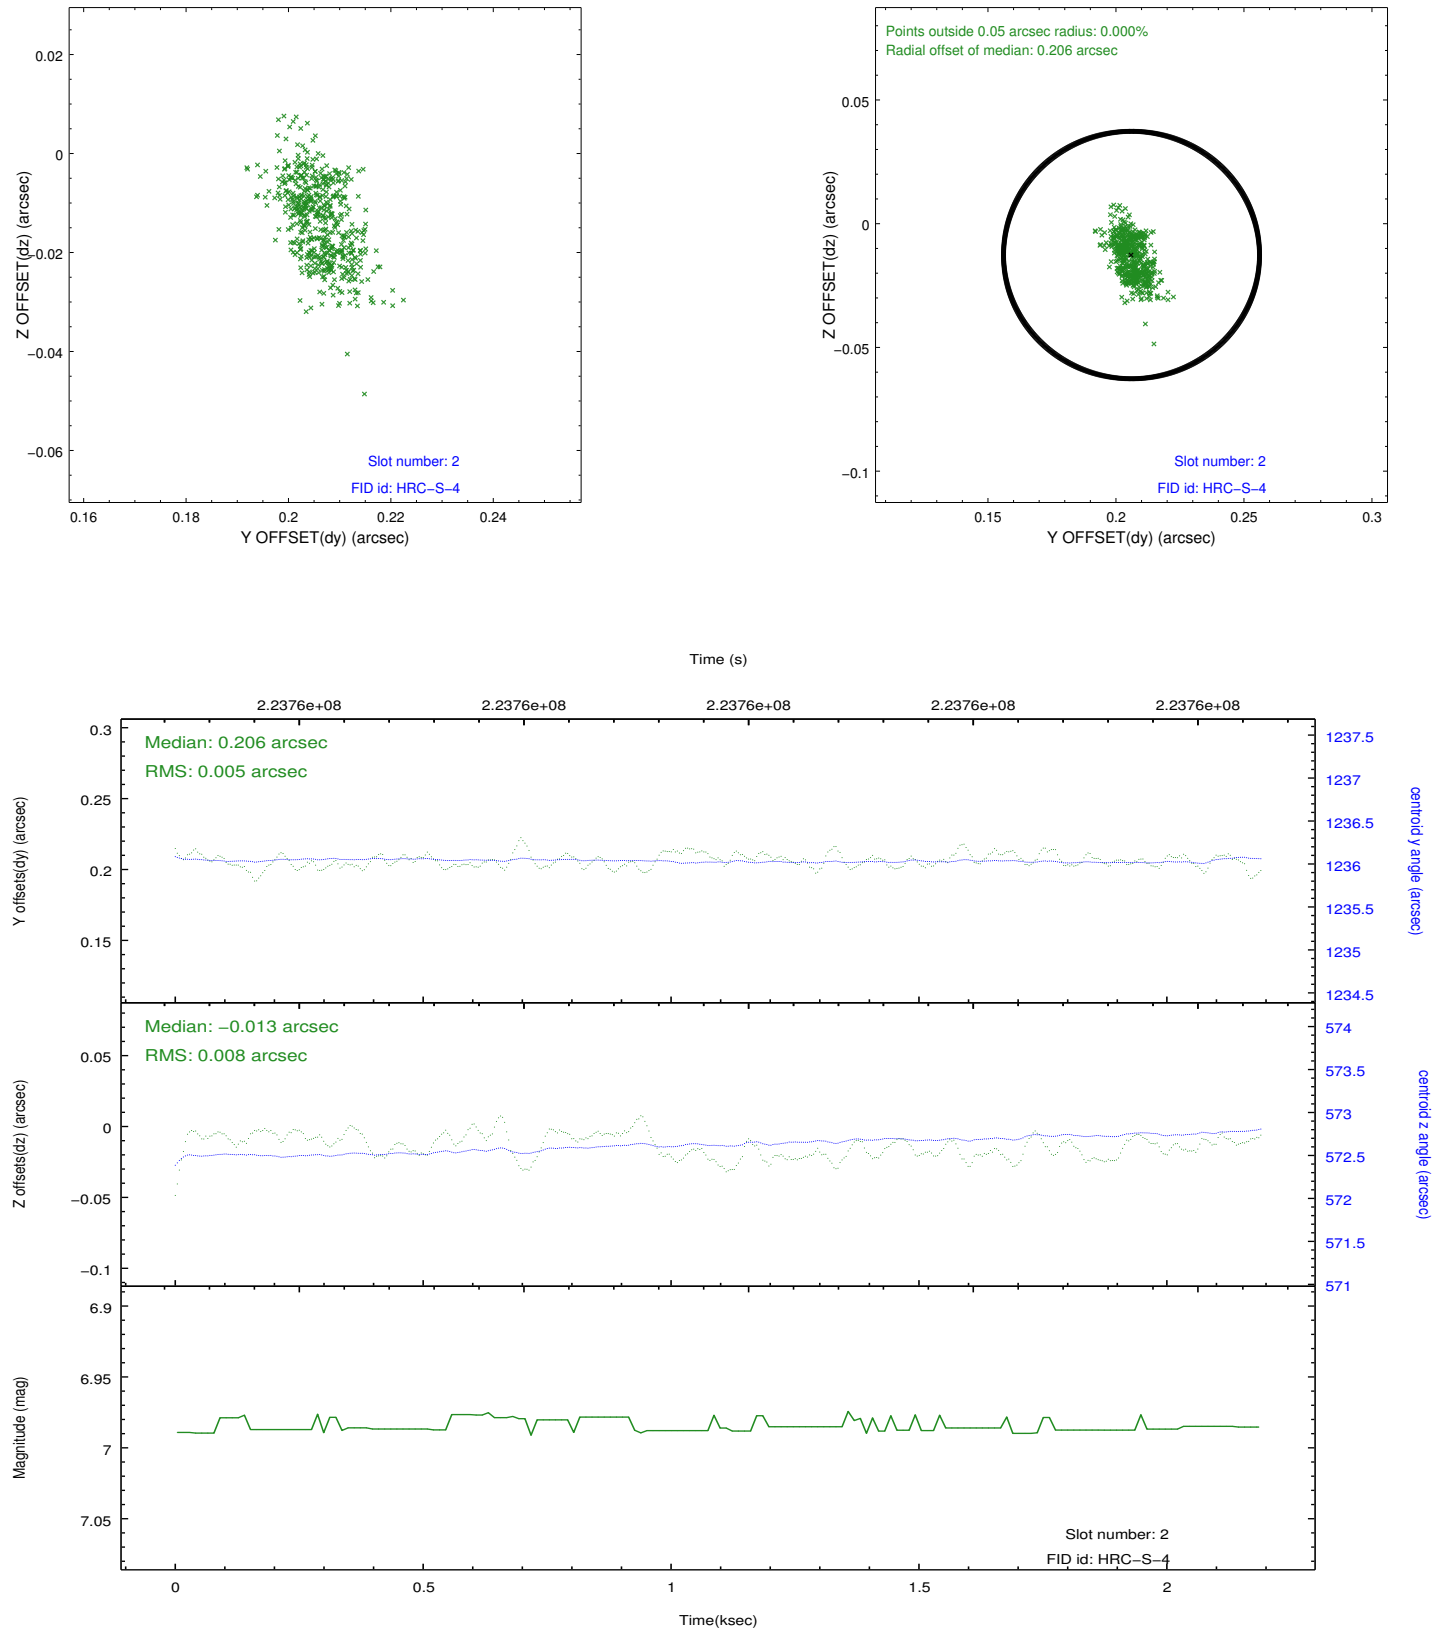 0.02
0
−0.02
−0.04
−0.06
Z OFFSET(dz) (arcsec)
Slot number: 2
FID id: HRC−S−4
0.16
0.18
0.2
0.22
0.24
Y OFFSET(dy) (arcsec)
Points outside 0.05 arcsec radius: 0.000%
Radial offset of median: 0.206 arcsec
0.05
0
−0.05
−0.1
Z OFFSET(dz) (arcsec)
Slot number: 2
FID id: HRC−S−4
0.15
0.2
0.25
0.3
Y OFFSET(dy) (arcsec)
Time (s)
2.2376e+08
2.2376e+08
2.2376e+08
2.2376e+08
2.2376e+08
Median: 0.206 arcsec
RMS: 0.005 arcsec
0.3
0.25
0.2
0.15
Y offsets(dy) (arcsec)
1237.5
1237
1236.5
1236
1235.5
1235
1234.5
centroid y angle (arcsec)
Median: −0.013 arcsec
RMS: 0.008 arcsec
0.05
0
−0.05
−0.1
Z offsets(dz) (arcsec)
574
573.5
573
572.5
572
571.5
571
centroid z angle (arcsec)
6.9
6.95
7
7.05
Magnitude (mag)
Slot number: 2
FID id: HRC−S−4
0
0.5
1
1.5
2
Time(ksec)